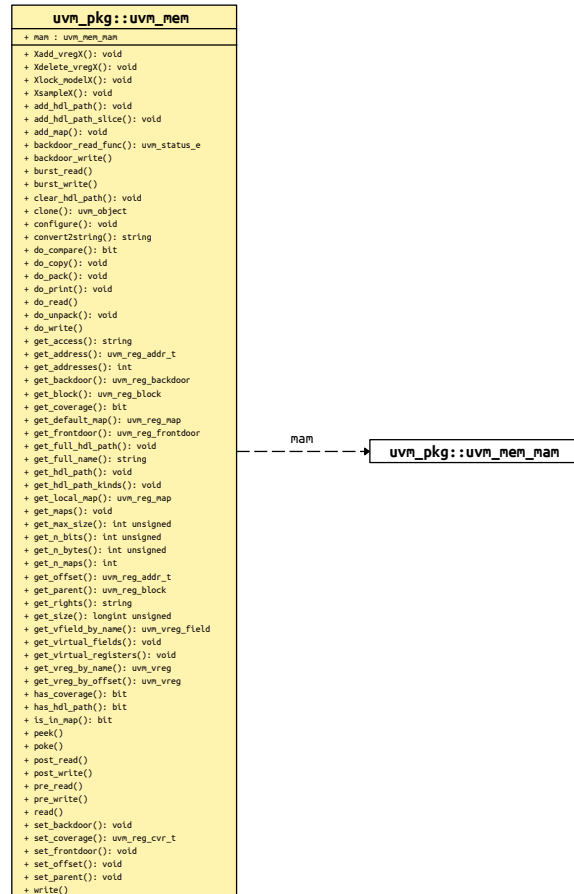 uvm_pkg::uvm_mem
+ mam : uvm_mem_mam
+ Xadd_vregX(): void
+ Xdelete_vregX(): void
+ Xlock_modelX(): void
+ XsampleX(): void
+ add_hdl_path(): void
+ add_hdl_path_slice(): void
+ add_map(): void
+ backdoor_read_func(): uvm_status_e
+ backdoor_write()
+ burst_read()
+ burst_write()
+ clear_hdl_path(): void
+ clone(): uvm_object
+ configure(): void
+ convert2string(): string
+ do_compare(): bit
+ do_copy(): void
+ do_pack(): void
+ do_print(): void
+ do_read()
+ do_unpack(): void
+ do_write()
+ get_access(): string
+ get_address(): uvm_reg_addr_t
+ get_addresses(): int
+ get_backdoor(): uvm_reg_backdoor
+ get_block(): uvm_reg_block
+ get_coverage(): bit
+ get_default_map(): uvm_reg_map
+ get_frontdoor(): uvm_reg_frontdoor
+ get_full_hdl_path(): void
+ get_full_name(): string
+ get_hdl_path(): void
+ get_hdl_path_kinds(): void
+ get_local_map(): uvm_reg_map
+ get_maps(): void
+ get_max_size(): int unsigned
+ get_n_bits(): int unsigned
+ get_n_bytes(): int unsigned
+ get_n_maps(): int
+ get_offset(): uvm_reg_addr_t
+ get_parent(): uvm_reg_block
+ get_rights(): string
+ get_size(): longint unsigned
+ get_vfield_by_name(): uvm_vreg_field
+ get_virtual_fields(): void
+ get_virtual_registers(): void
+ get_vreg_by_name(): uvm_vreg
+ get_vreg_by_offset(): uvm_vreg
+ has_coverage(): bit
+ has_hdl_path(): bit
+ is_in_map(): bit
+ peek()
+ poke()
+ post_read()
+ post_write()
+ pre_read()
+ pre_write()
+ read()
+ set_backdoor(): void
+ set_coverage(): uvm_reg_cvr_t
+ set_frontdoor(): void
+ set_offset(): void
+ set_parent(): void
+ write()
mam
uvm_pkg::uvm_mem_mam